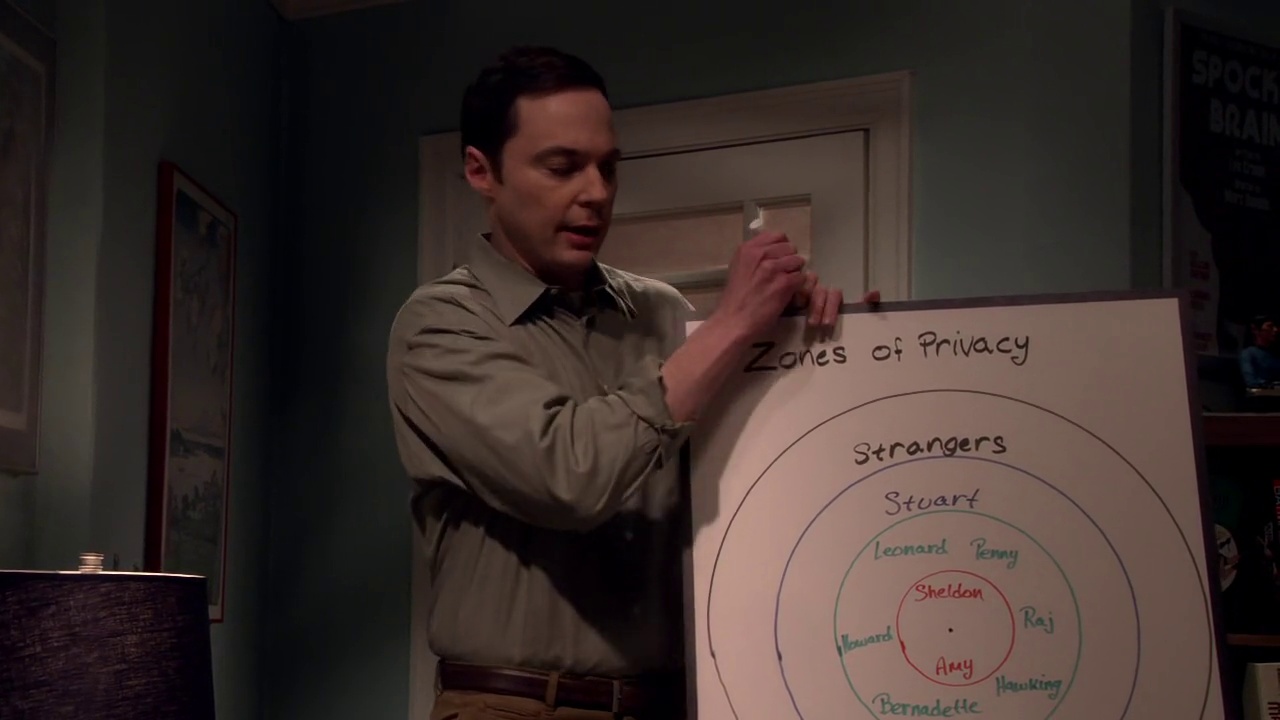 SPOCK
BRAIN
Zones of Privacy
Strangers
Stuart
Leonard Penny
Sheldon
Howard Raj
Amy
Hawking
Bernadette